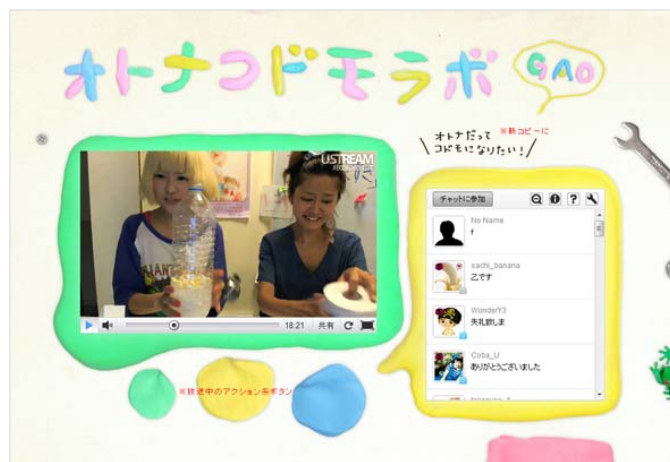 オトナコドモラボ GAO
オトナだって
コドモになりたい！
※新コピーに
USTREAM
チャットに参加
No Name
f
sachi_banana
乙です
WonderY3
失礼致しま
Coba_U
ありがとうございました
18:21 共有
※放送中のアクション系ボタン